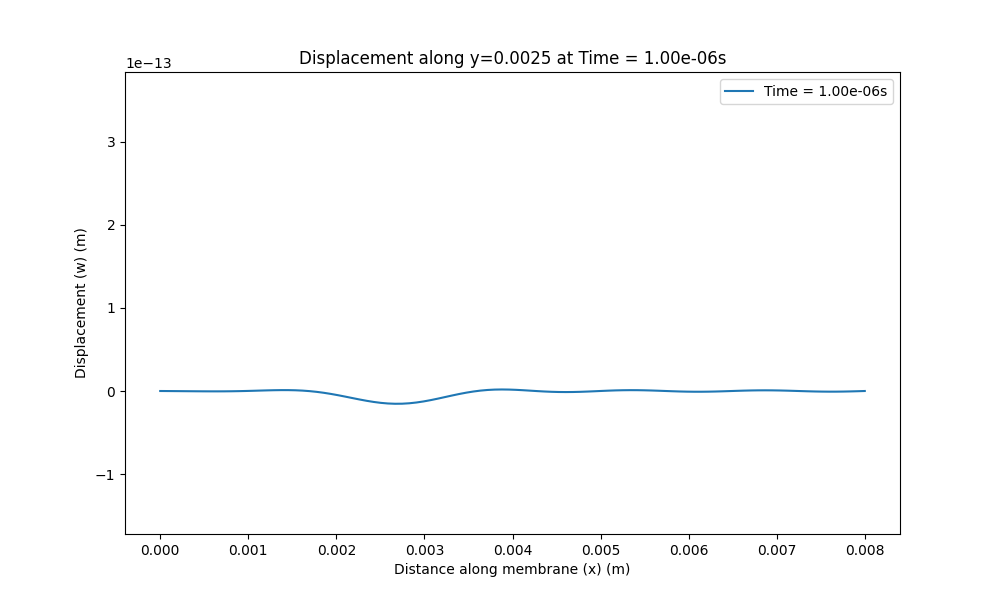 Displacement along y=0.0025 at Time = 1.00e-06s
1e−13
Time = 1.00e-06s
3
2
1
0
−1
Displacement (w) (m)
0.000 0.001 0.002 0.003 0.004 0.005 0.006 0.007 0.008
Distance along membrane (x) (m)